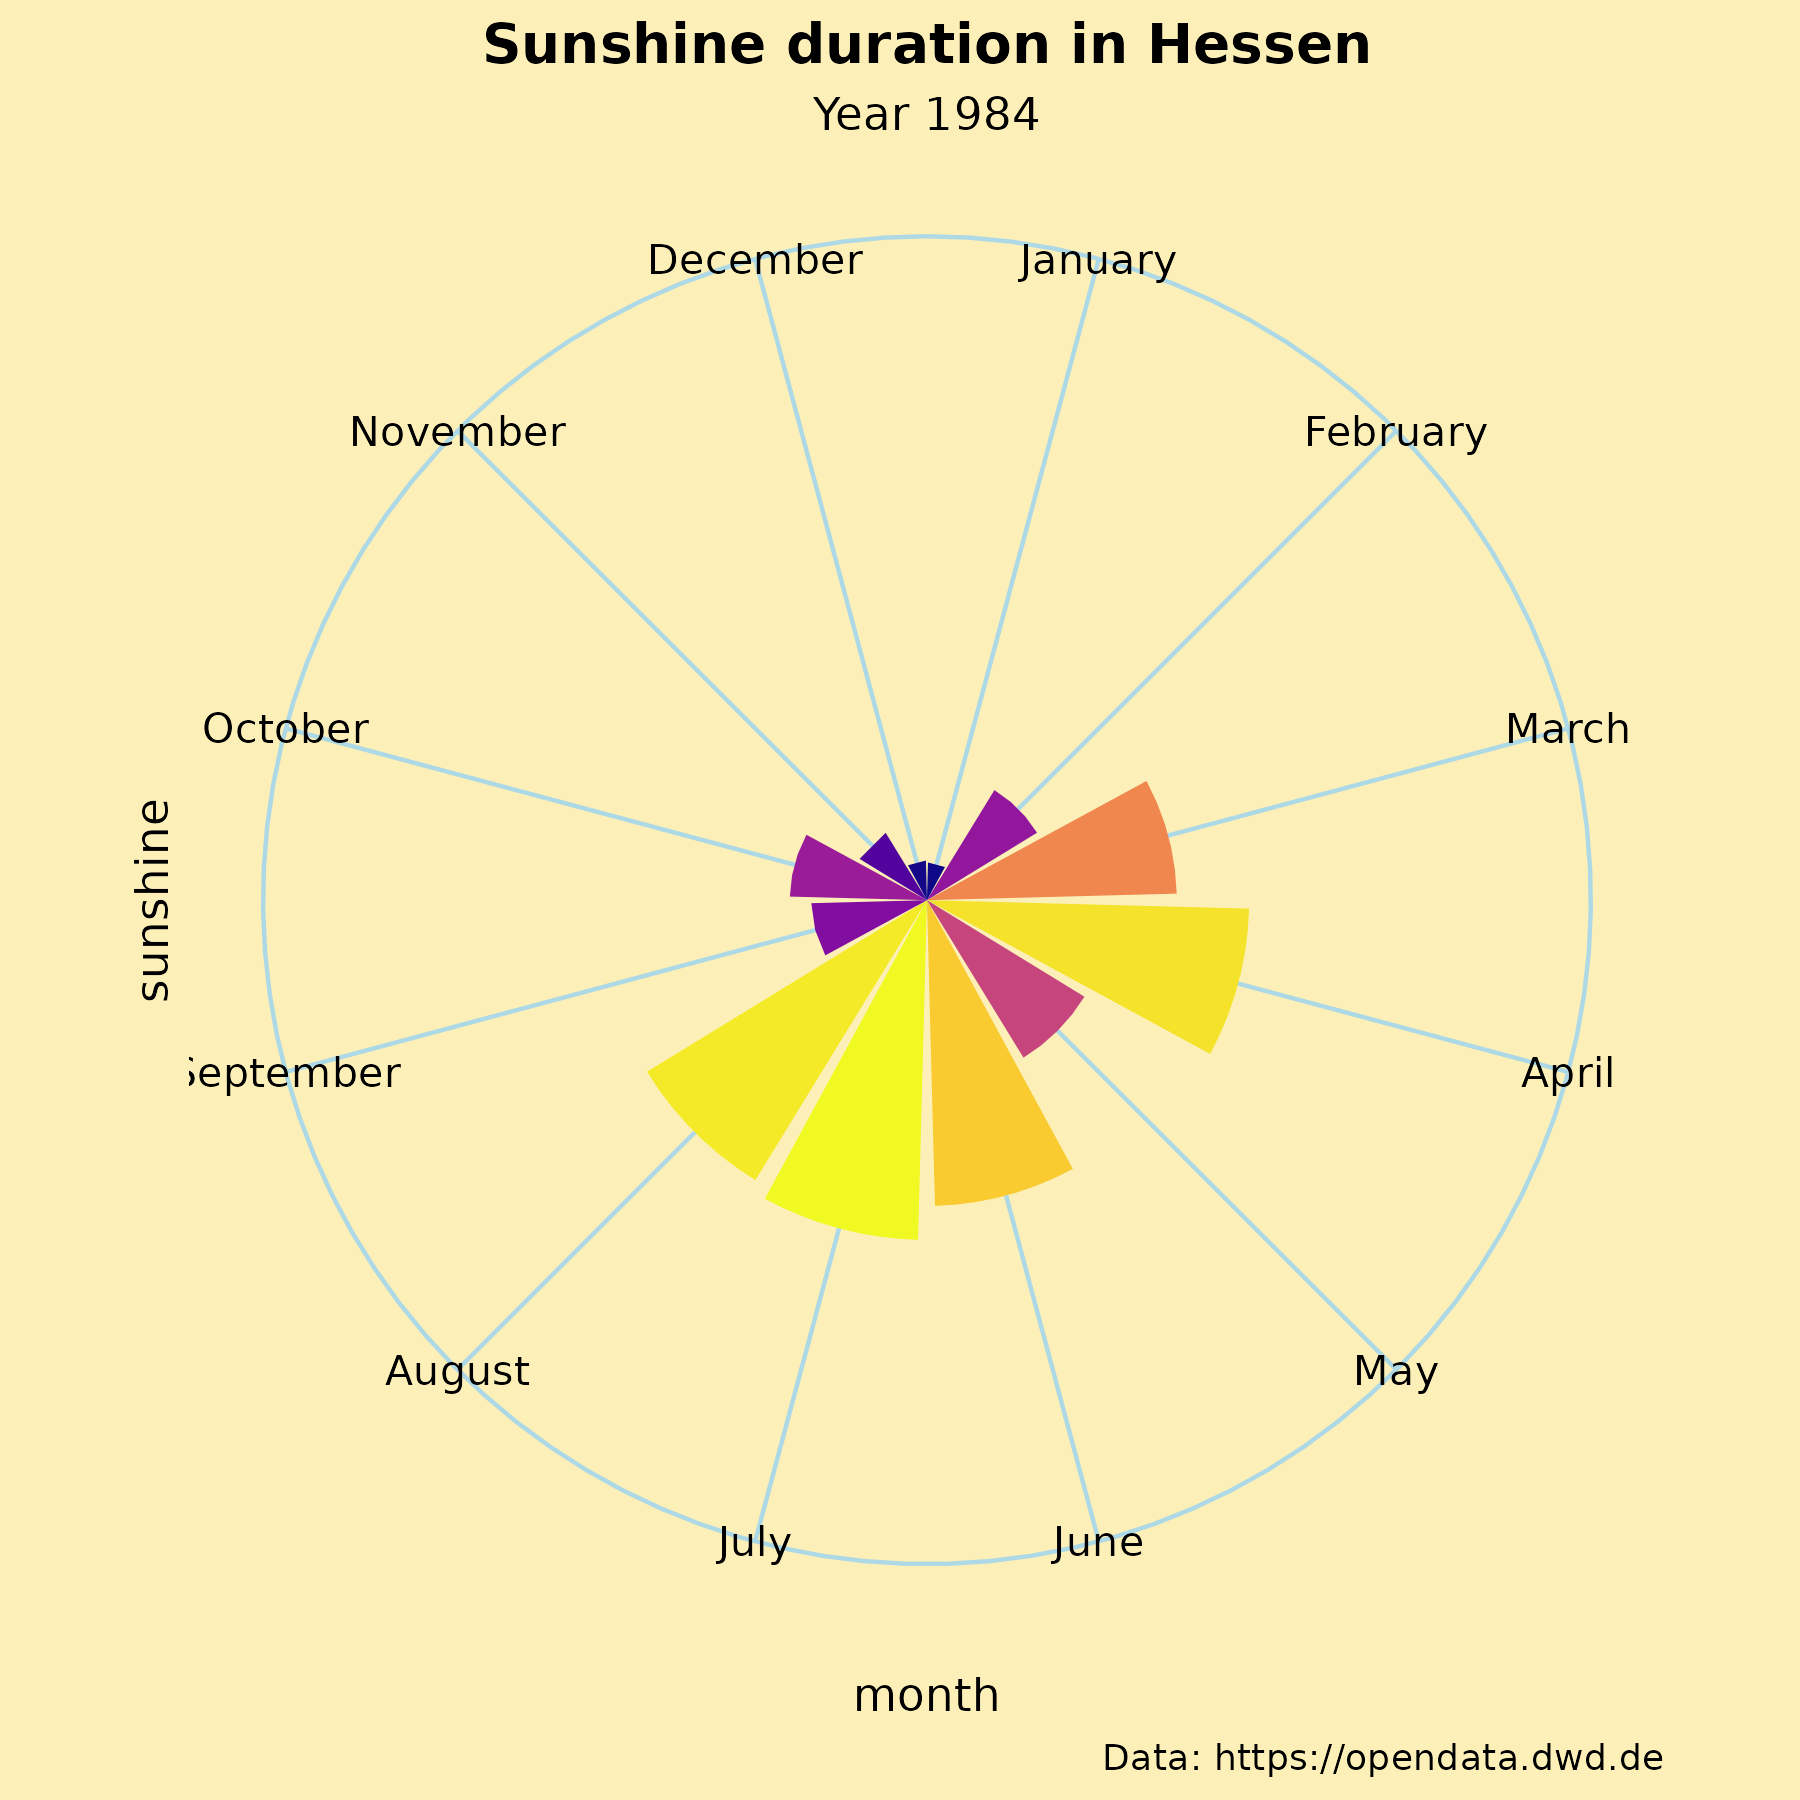 Sunshine duration in Hessen
Year 1984
December
January
November
February
October
March
sunshine
September
April
August
May
July
June
month
Data: https://opendata.dwd.de